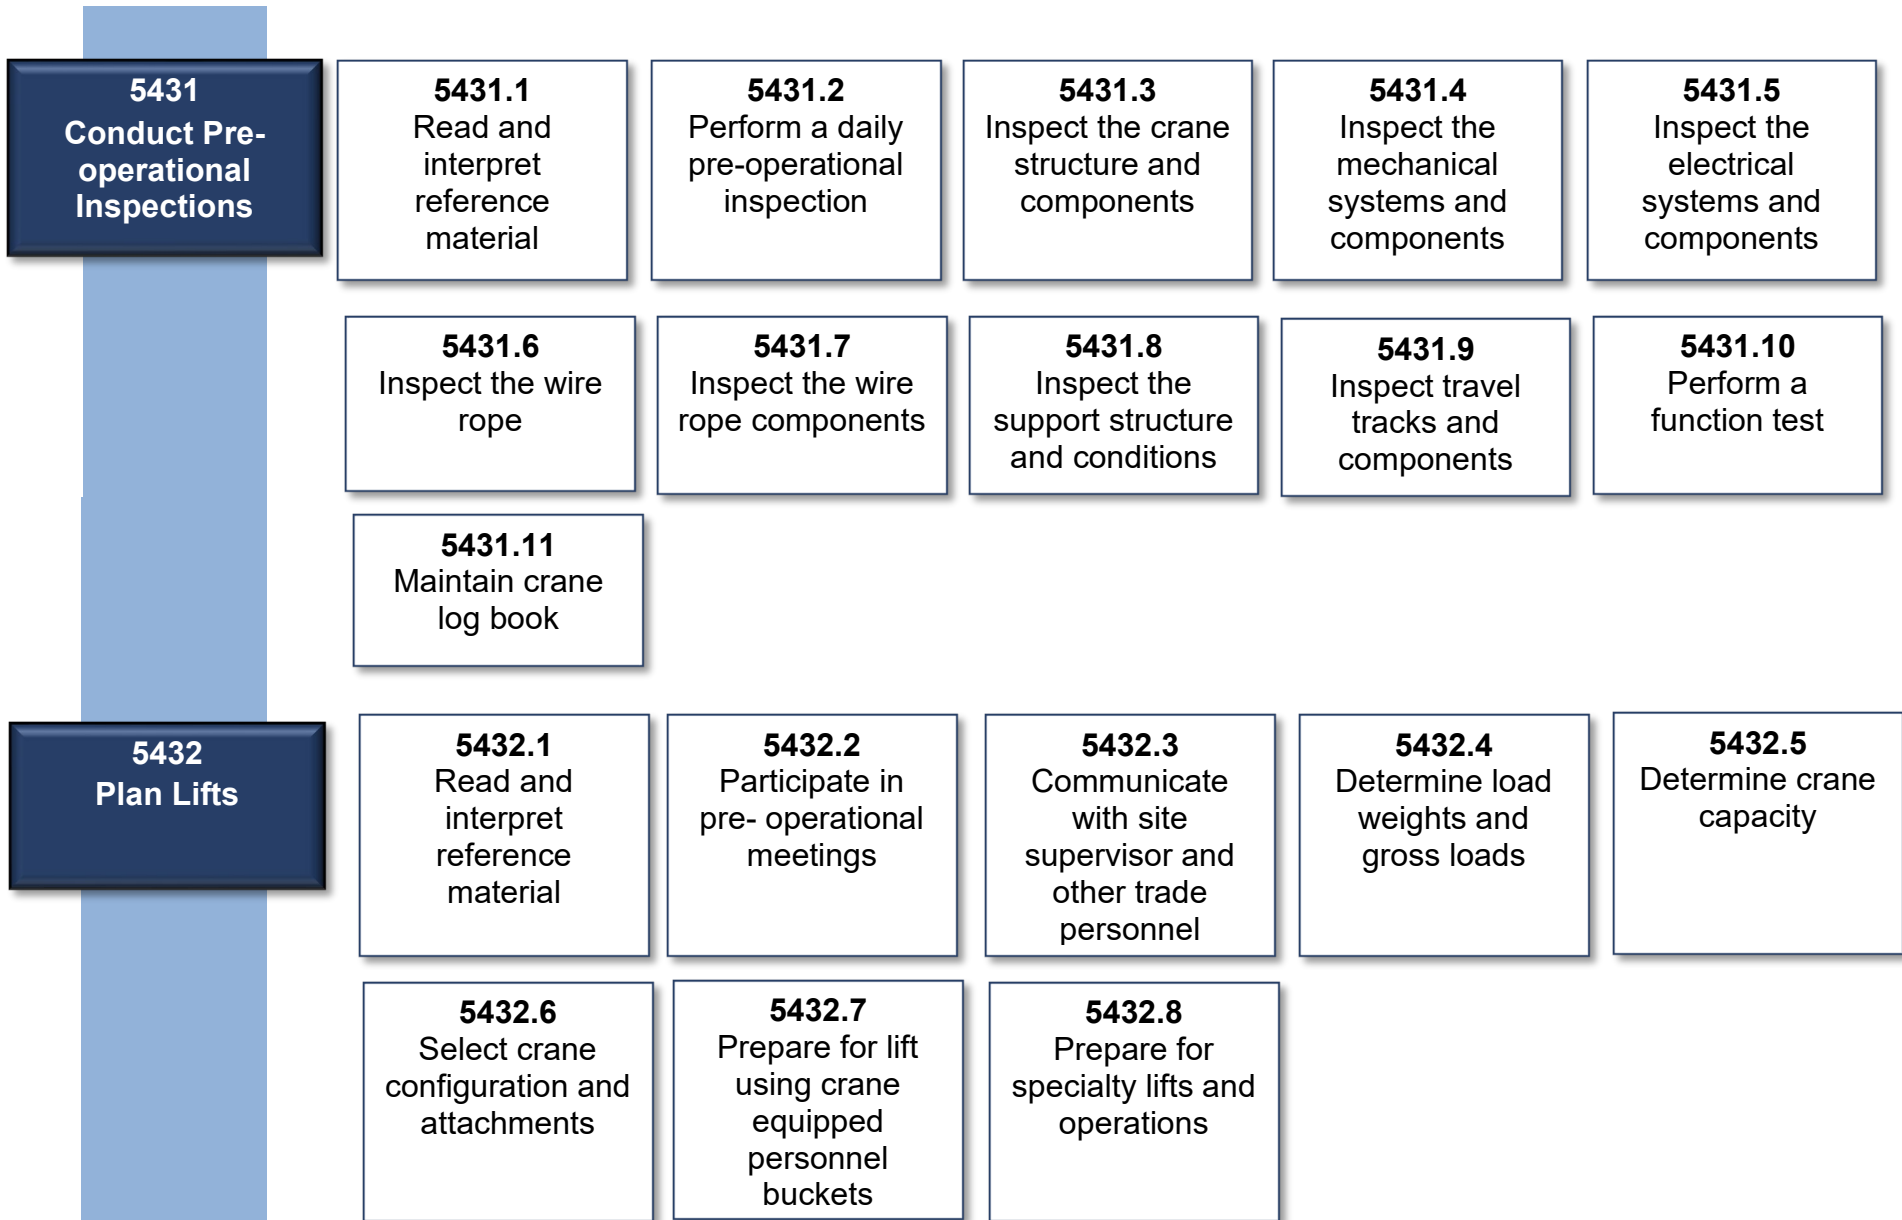 5431
Conduct Pre-
operational
Inspections
5431.1
Read and
interpret
reference
material
5431.2
Perform a daily
pre-operational
inspection
5431.3
Inspect the crane
structure and
components
5431.4
Inspect the
mechanical
systems and
components
5431.5
Inspect the
electrical
systems and
components
5431.6
Inspect the wire
rope
5431.7
Inspect the wire
rope components
5431.8
Inspect the
support structure
and conditions
5431.9
Inspect travel
tracks and
components
5431.10
Perform a
function test
5431.11
Maintain crane
log book
5432
Plan Lifts
5432.1
Read and
interpret
reference
material
5432.2
Participate in
pre- operational
meetings
5432.3
Communicate
with site
supervisor and
other trade
personnel
5432.4
Determine load
weights and
gross loads
5432.5
Determine crane
capacity
5432.6
Select crane
configuration and
attachments
5432.7
Prepare for lift
using crane
equipped
personnel
buckets
5432.8
Prepare for
specialty lifts and
operations